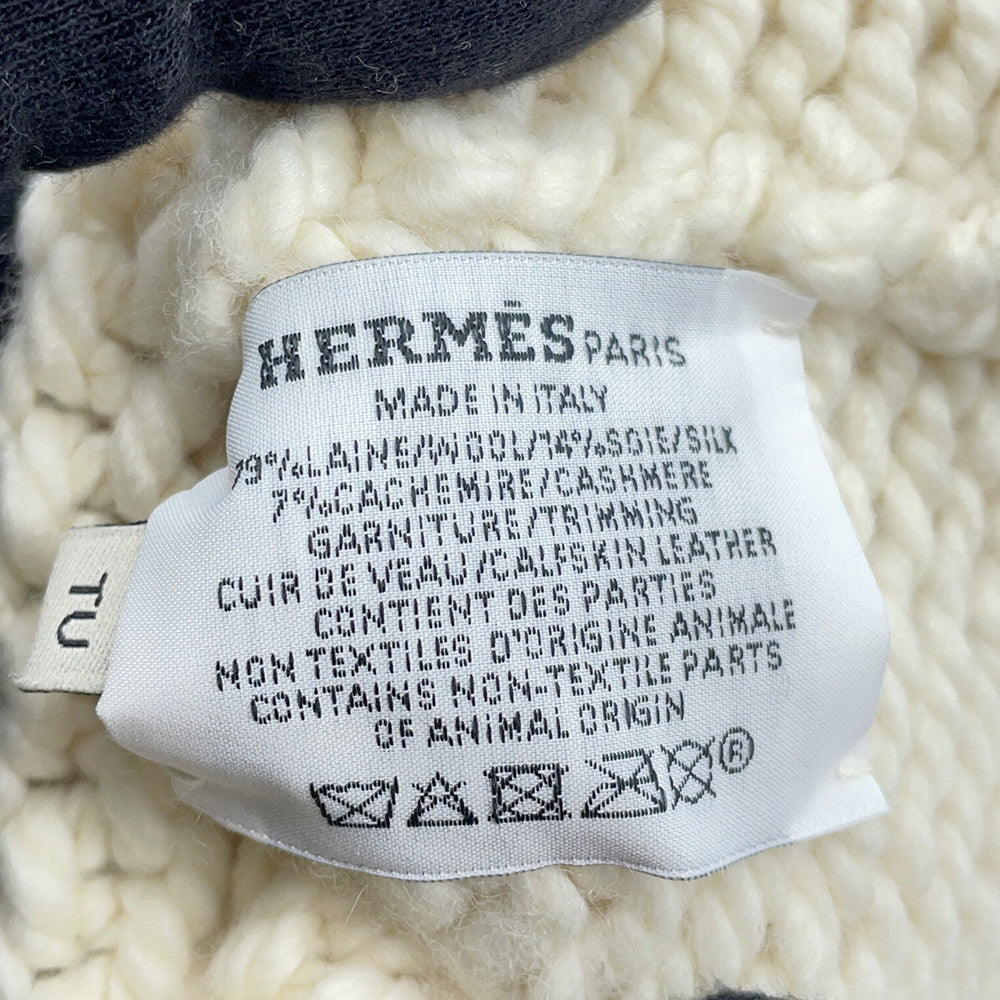 HERMĒS PARIS
MADE IN ITALY
79%LAINE/WOOL/14%SOIE/SILK
7%CACHEMIRE/CASHMERE
GARNITURE/TRIMMING
CUIR DE VEAU/CALFSKIN LEATHER
CONTIENT DES PARTIES
NON TEXTILES D'ORIGINE ANIMALE
CONTAINS NON-TEXTILE PARTS
OF ANIMAL ORIGIN
®
TU